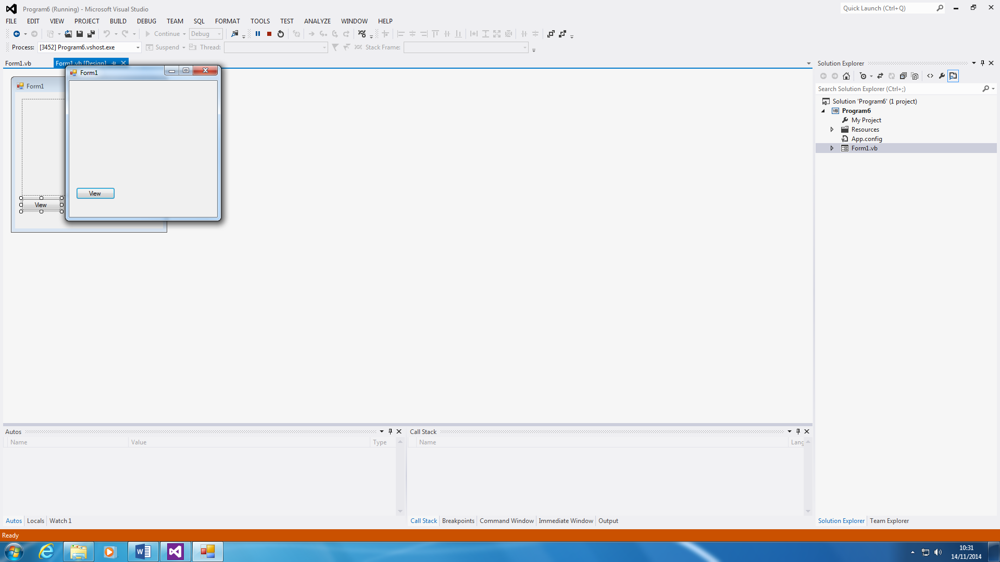 Program6 (Running) - Microsoft Visual Studio
Quick Launch (Ctrl+Q)
FILE EDIT VIEW PROJECT BUILD DEBUG TEAM SQL FORMAT TOOLS TEST ANALYZE WINDOW HELP
Continue Debug
Process: [3452] Program6.vshost.exe Suspend Thread: Stack Frame:
Form1.vb Form1.vb [Design]
Form1
View
Form1
View
Solution Explorer
Search Solution Explorer (Ctrl+;)
Solution 'Program6' (1 project)
VB Program6
My Project
Resources
App.config
Form1.vb
Autos
Name Value Type
Autos Locals Watch 1
Call Stack
Name Lang
Call Stack Breakpoints Command Window Immediate Window Output
Solution Explorer Team Explorer
Ready
10:31
14/11/2014